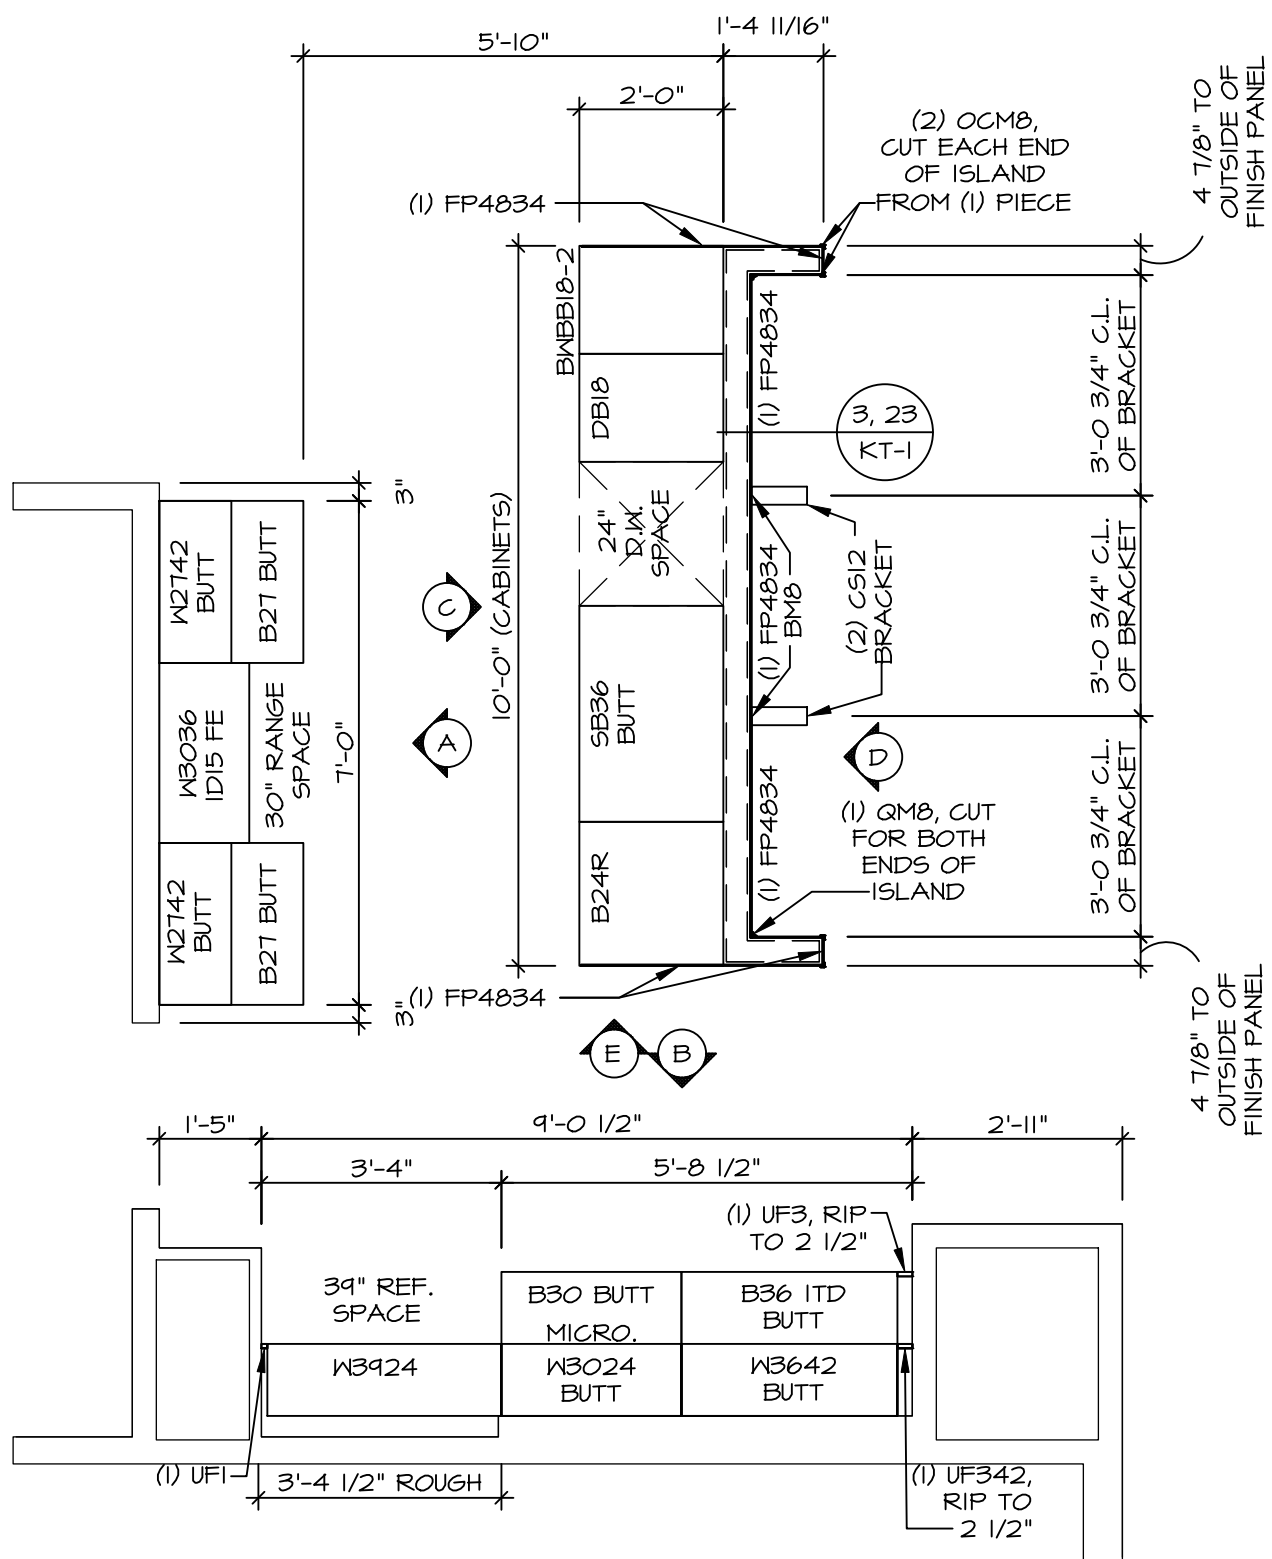 1'-4 11/16"
5'-10"
2'-0"
4 7/8" TO
OUTSIDE OF
FINISH PANEL
(2) OCM8,
CUT EACH END
OF ISLAND
FROM (1) PIECE
(1) FP4834
BWBB18-2
DB18
24"
D.W.
SPACE
SB36
BUTT
B24R
10'-0" (CABINETS)
(1) FP4834
(1) FP4834
(1) FP4834
BM8
(2) CS12
BRACKET
3, 23
KT-1
3'-0 3/4" C.L.
OF BRACKET
3'-0 3/4" C.L.
OF BRACKET
3'-0 3/4" C.L.
OF BRACKET
3"
W2742
BUTT
B27 BUTT
W3036
1D15 FE
30" RANGE
SPACE
7'-0"
W2742
BUTT
B27 BUTT
3"
C
A
D
(1) QM8, CUT
FOR BOTH
ENDS OF
ISLAND
(1) FP4834
E
B
4 7/8" TO
OUTSIDE OF
FINISH PANEL
1'-5"
9'-0 1/2"
2'-11"
3'-4"
5'-8 1/2"
(1) UF3, RIP
TO 2 1/2"
39" REF.
SPACE
B30 BUTT
MICRO.
B36 1TD
BUTT
W3924
W3024
BUTT
W3642
BUTT
(1) UF1
3'-4 1/2" ROUGH
(1) UF342,
RIP TO
2 1/2"